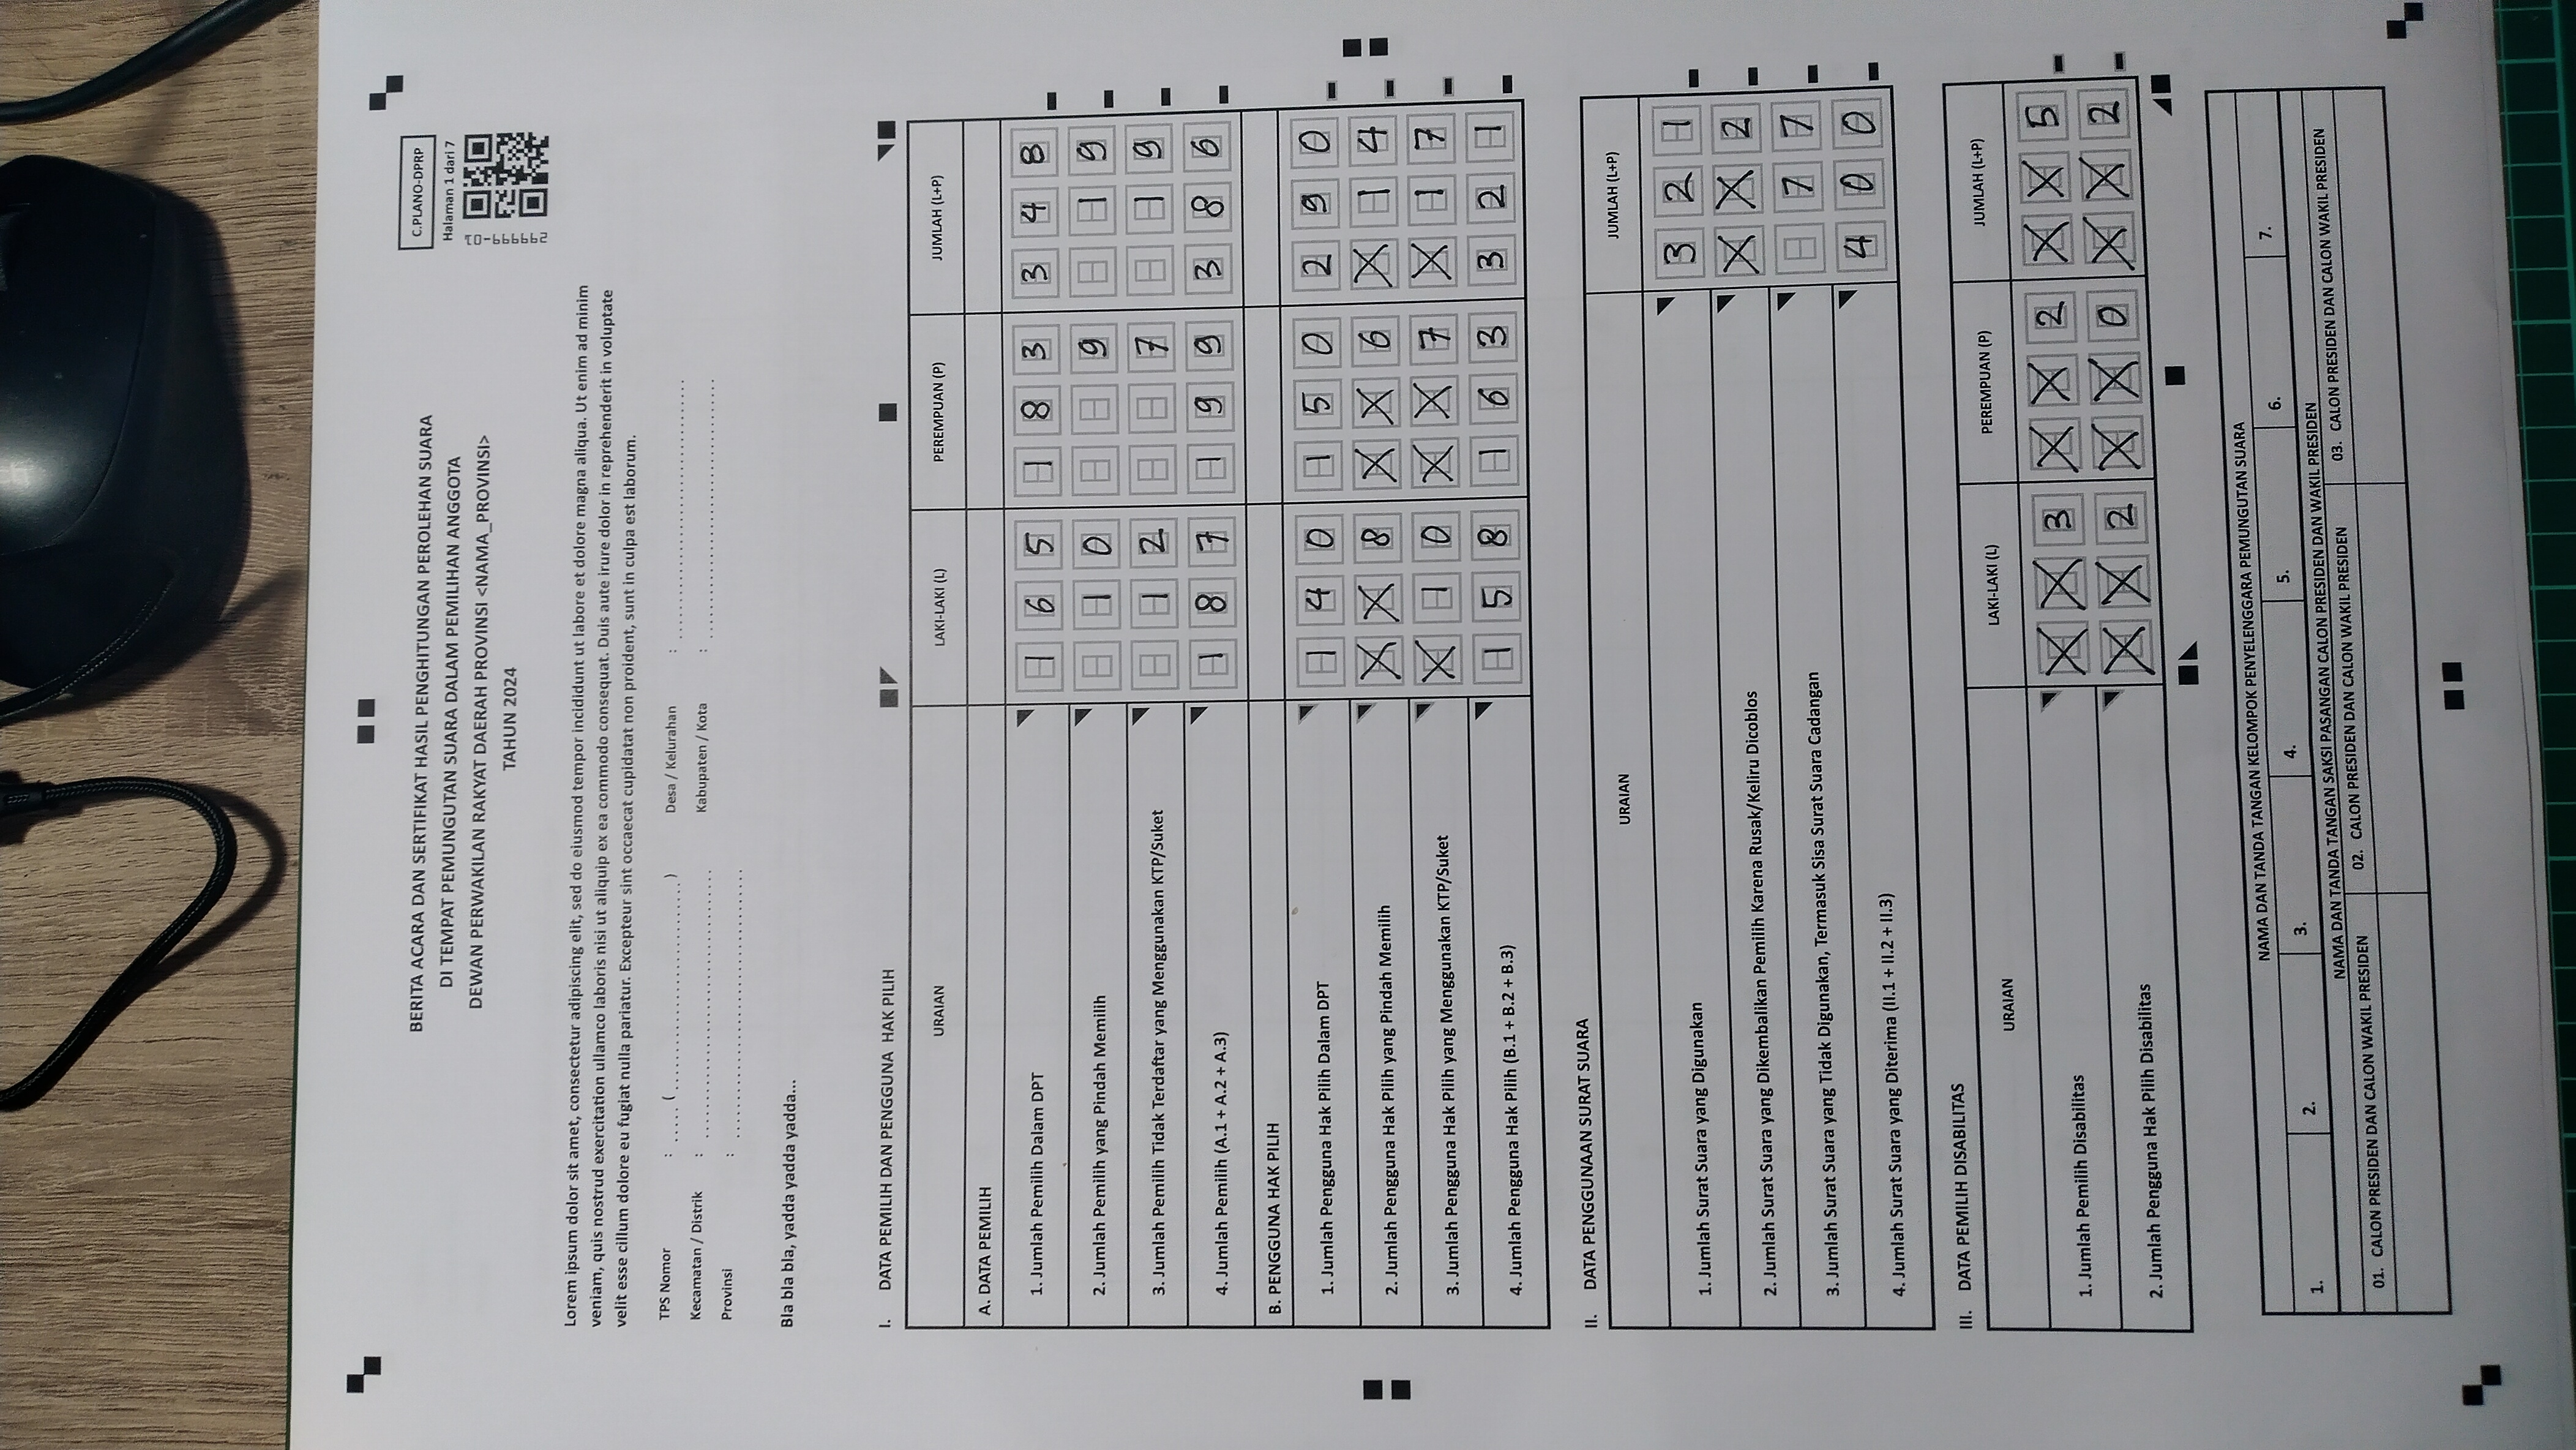 BERITA ACARA DAN SERTIFIKAT HASIL PENGHITUNGAN PEROLEHAN SUARA
DI TEMPAT PEMUNGUTAN SUARA DALAM PEMILIHAN ANGGOTA
DEWAN PERWAKILAN RAKYAT DAERAH PROVINSI <NAMA_PROVINSI>
TAHUN 2024
C.PLANO-DPRP
Halaman 1 dari 7
Lorem ipsum dolor sit amet, consectetur adipiscing elit, sed do eiusmod tempor incididunt ut labore et dolore magna aliqua. Ut enim ad minim
veniam, quis nostrud exercitation ullamco laboris nisi ut aliquip ex ea commodo consequat. Duis aute irure dolor in reprehenderit in voluptate
velit esse cillum dolore eu fugiat nulla pariatur. Excepteur sint occaecat cupidatat non proident, sunt in culpa est laborum.
TPS Nomor : ..... (............................) Desa / Kelurahan : ...................................
Kecamatan / Distrik : ................................... Kabupaten / Kota : ...................................
Provinsi : ...................................
Bla bla bla, yadda yadda yadda...
I. DATA PEMILIH DAN PENGGUNA HAK PILIH
URAIAN LAKI-LAKI (L) PEREMPUAN (P) JUMLAH (L+P)
A. DATA PEMILIH
1. Jumlah Pemilih Dalam DPT 1 6 5 1 8 3 3 4 8
2. Jumlah Pemilih yang Pindah Memilih 1 0 9 1 9
3. Jumlah Pemilih Tidak Terdaftar yang Menggunakan KTP/Suket 1 2 7 1 9
4. Jumlah Pemilih (A.1 + A.2 + A.3) 1 8 7 1 9 9 3 8 6
B. PENGGUNA HAK PILIH
1. Jumlah Pengguna Hak Pilih Dalam DPT 1 4 0 1 5 0 2 9 0
2. Jumlah Pengguna Hak Pilih yang Pindah Memilih X X 8 X X 6 X 1 4
3. Jumlah Pengguna Hak Pilih yang Menggunakan KTP/Suket X 1 0 X X 7 X 1 7
4. Jumlah Pengguna Hak Pilih (B.1 + B.2 + B.3) 1 5 8 1 6 3 3 2 1
II. DATA PENGGUNAAN SURAT SUARA
URAIAN JUMLAH (L+P)
1. Jumlah Surat Suara yang Digunakan 3 2 1
2. Jumlah Surat Suara yang Dikembalikan Pemilih Karena Rusak/Keliru Dicoblos X X 2
3. Jumlah Surat Suara yang Tidak Digunakan, Termasuk Sisa Surat Suara Cadangan 7 7
4. Jumlah Surat Suara yang Diterima (II.1 + II.2 + II.3) 4 0 0
III. DATA PEMILIH DISABILITAS
URAIAN LAKI-LAKI (L) PEREMPUAN (P) JUMLAH (L+P)
1. Jumlah Pemilih Disabilitas X X 3 X X 2 X X 5
2. Jumlah Pengguna Hak Pilih Disabilitas X X 2 X X 0 X X 2
NAMA DAN TANDA TANGAN KELOMPOK PENYELENGGARA PEMUNGUTAN SUARA
1. 2. 3. 4. 5. 6. 7.
NAMA DAN TANDA TANGAN SAKSI PASANGAN CALON PRESIDEN DAN WAKIL PRESIDEN
01. CALON PRESIDEN DAN CALON WAKIL PRESIDEN 02. CALON PRESIDEN DAN CALON WAKIL PRESIDEN 03. CALON PRESIDEN DAN CALON WAKIL PRESIDEN